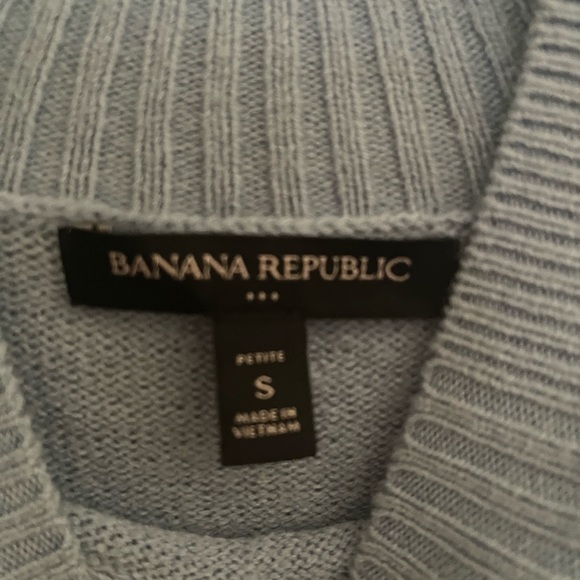 BANANA REPUBLIC
PETITE
S
MADE IN
VIETNAM